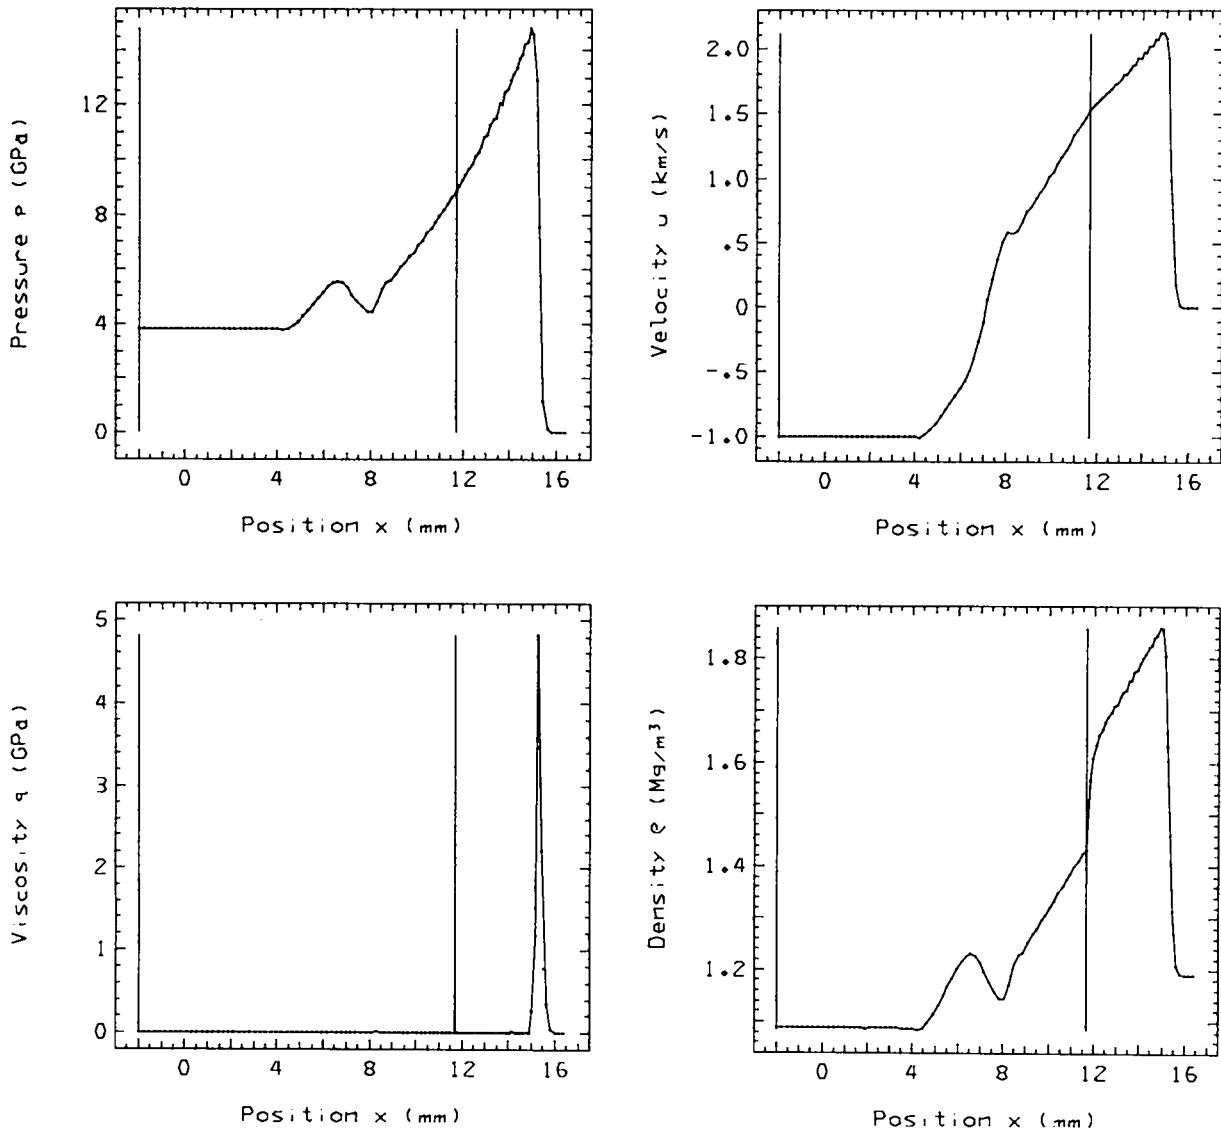 Pressure p (GPa)
12
8
4
0
0 4 8 12 16
Position x (mm)
Velocity u (km/s)
2.0
1.5
1.0
.5
0
-.5
-1.0
0 4 8 12 16
Position x (mm)
Viscosity q (GPa)
5
4
3
2
1
0
0 4 8 12 16
Position x (mm)
Density ρ (Mg/m³)
1.8
1.6
1.4
1.2
0 4 8 12 16
Position x (mm)